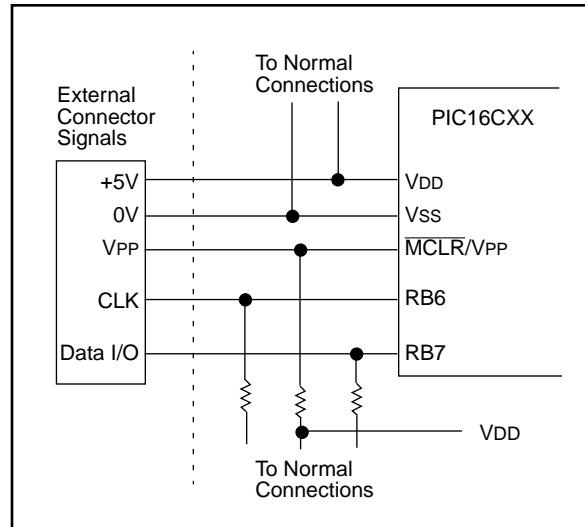 To Normal
Connections
External
Connector
Signals
PIC16CXX
+5V
VDD
0V
VSS
VPP
MCLR/VPP
CLK
RB6
Data I/O
RB7
VDD
To Normal
Connections